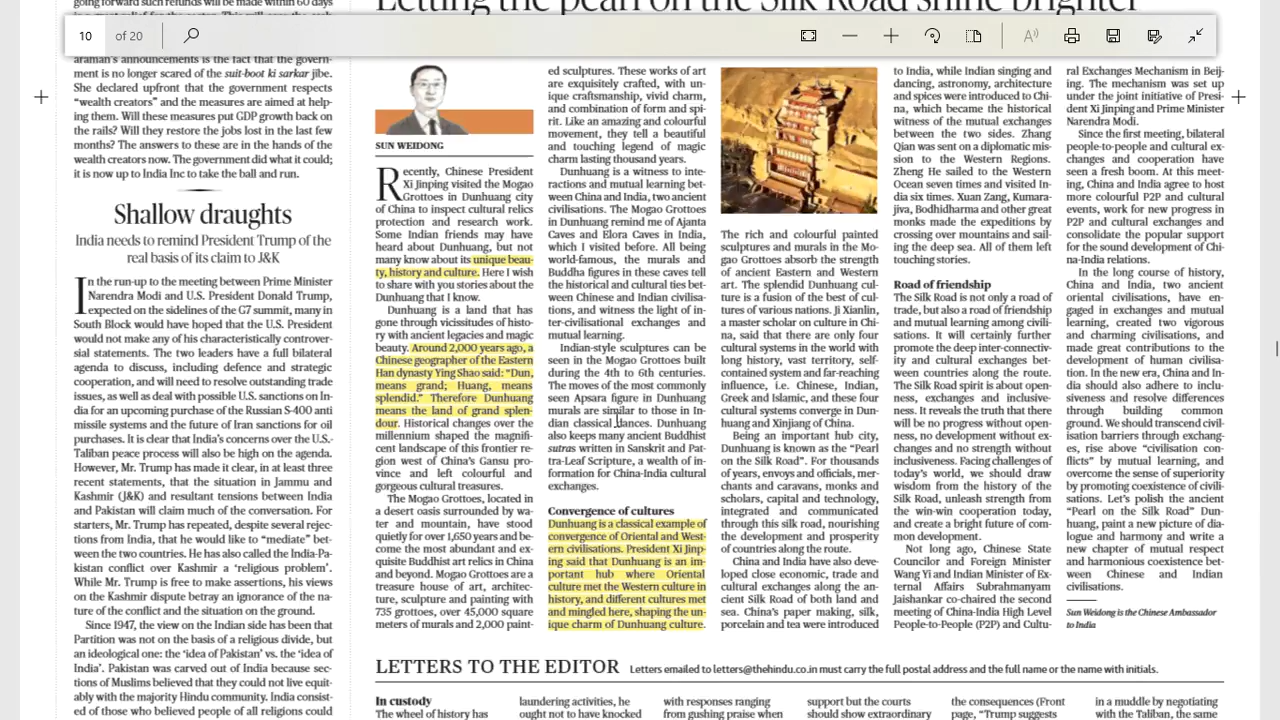 going forward such refunds will be made within 60 days
Letting the pearl on the Silk Road shine brighter
10 of 20
araman's announcements is the fact that the govern-
ment is no longer scared of the suit-boot ki sarkar jibe.
She declared upfront that the government respects
“wealth creators” and the measures are aimed at help-
ing them. Will these measures put GDP growth back on
the rails? Will they restore the jobs lost in the last few
months? The answers to these are in the hands of the
wealth creators now. The government did what it could;
it is now up to India Inc to take the ball and run.
Shallow draughts
India needs to remind President Trump of the
real basis of its claim to J&K
In the run-up to the meeting between Prime Minister
Narendra Modi and U.S. President Donald Trump,
expected on the sidelines of the G7 summit, many in
South Block would have hoped that the U.S. President
would not make any of his characteristically controver-
sial statements. The two leaders have a full bilateral
agenda to discuss, including defence and strategic
cooperation, and will need to resolve outstanding trade
issues, as well as deal with possible U.S. sanctions on In-
dia for an upcoming purchase of the Russian S-400 anti
missile systems and the future of Iran sanctions for oil
purchases. It is clear that India's concerns over the U.S.-
Taliban peace process will also be high on the agenda.
However, Mr. Trump has made it clear, in at least three
recent statements, that the situation in Jammu and
Kashmir (J&K) and resultant tensions between India
and Pakistan will claim much of the conversation. For
starters, Mr. Trump has repeated, despite several rejec-
tions from India, that he would like to “mediate” bet-
ween the two countries. He has also called the India-Pa-
kistan conflict over Kashmir a ‘religious problem’.
While Mr. Trump is free to make assertions, his views
on the Kashmir dispute betray an ignorance of the na-
ture of the conflict and the situation on the ground.
Since 1947, the view on the Indian side has been that
Partition was not on the basis of a religious divide, but
an ideological one: the ‘idea of Pakistan’ vs. the ‘idea of
India’. Pakistan was carved out of India because sec-
tions of Muslims believed that they could not live equit-
ably with the majority Hindu community. India consist-
ed of those who believed people of all religions could
SUN WEIDONG
Recently, Chinese President
Xi Jinping visited the Mogao
Grottoes in Dunhuang city
of China to inspect cultural relics
protection and research work.
Some Indian friends may have
heard about Dunhuang, but not
many know about its unique beau-
ty, history and culture. Here I wish
to share with you stories about the
Dunhuang that I know.
Dunhuang is a land that has
gone through vicissitudes of histo-
ry with ancient legacies and magic
beauty. Around 2,000 years ago, a
Chinese geographer of the Eastern
Han dynasty Ying Shao said: “Dun,
means grand; Huang, means
splendid.” Therefore Dunhuang
means the land of grand splen-
dour. Historical changes over the
millennium shaped the magnifi-
cent landscape of this frontier re-
gion west of China's Gansu pro-
vince and left colourful and
gorgeous cultural treasures.
The Mogao Grottoes, located in
a desert oasis surrounded by wa-
ter and mountain, have stood
quietly for over 1,650 years and be-
come the most abundant and ex-
quisite Buddhist art relics in China
and beyond. Mogao Grottoes are a
treasure house of art, architec-
ture, sculpture and painting with
735 grottoes, over 45,000 square
meters of murals and 2,000 paint-
ed sculptures. These works of art
are exquisitely crafted, with un-
ique craftsmanship, vivid charm,
and combination of form and spi-
rit. Like an amazing and colourful
movement, they tell a beautiful
and touching legend of magic
charm lasting thousand years.
Dunhuang is a witness to inte-
ractions and mutual learning bet-
ween China and India, two ancient
civilisations. The Mogao Grottoes
in Dunhuang remind me of Ajanta
Caves and Elora Caves in India,
which I visited before. All being
world-famous, the murals and
Buddha figures in these caves tell
the historical and cultural ties bet-
ween Chinese and Indian civilisa-
tions, and witness the light of in-
ter-civilisational exchanges and
mutual learning.
Indian-style sculptures can be
seen in the Mogao Grottoes built
during the 4th to 6th centuries.
The moves of the most commonly
seen Apsara figure in Dunhuang
murals are similar to those in In-
dian classical dances. Dunhuang
also keeps many ancient Buddhist
sutras written in Sanskrit and Pat-
tra-Leaf Scripture, a wealth of in-
formation for China-India cultural
exchanges.
Convergence of cultures
Dunhuang is a classical example of
convergence of Oriental and West-
ern civilisations. President Xi Jinp-
ing said that Dunhuang is an im-
portant hub where Oriental
culture met the Western culture in
history, and different cultures met
and mingled here, shaping the un-
ique charm of Dunhuang culture.
The rich and colourful painted
sculptures and murals in the Mo-
gao Grottoes absorb the strength
of ancient Eastern and Western
art. The splendid Dunhuang cul-
ture is a fusion of the best of cul-
tures of various nations. Ji Xianlin,
a master scholar on culture in Chi-
na, said that there are only four
cultural systems in the world with
long history, vast territory, self-
contained system and far-reaching
influence, i.e. Chinese, Indian,
Greek and Islamic, and these four
cultural systems converge in Dun-
huang and Xinjiang of China.
Being an important hub city,
Dunhuang is known as the “Pearl
on the Silk Road”. For thousands
of years, envoys and officials, mer-
chants and caravans, monks and
scholars, capital and technology,
integrated and communicated
through this silk road, nourishing
the development and prosperity
of countries along the route.
China and India have also deve-
loped close economic, trade and
cultural exchanges along the an-
cient Silk Road of both land and
sea. China's paper making, silk,
porcelain and tea were introduced
to India, while Indian singing and
dancing, astronomy, architecture
and spices were introduced to Chi-
na, which became the historical
witness of the mutual exchanges
between the two sides. Zhang
Qian was sent on a diplomatic mis-
sion to the Western Regions.
Zheng He sailed to the Western
Ocean seven times and visited In-
dia six times. Xuan Zang, Kumara-
jiva, Bodhidharma and other great
monks made the expeditions by
crossing over mountains and sail-
ing the deep sea. All of them left
touching stories.
Road of friendship
The Silk Road is not only a road of
trade, but also a road of friendship
and mutual learning among civili-
sations. It will certainly further
promote the deep inter-connectiv-
ity and cultural exchanges bet-
ween countries along the route.
The Silk Road spirit is about open-
ness, exchanges and inclusive-
ness. It reveals the truth that there
will be no progress without open-
ness, no development without ex-
changes and no strength without
inclusiveness. Facing challenges of
today's world, we should draw
wisdom from the history of the
Silk Road, unleash strength from
the win-win cooperation today,
and create a bright future of com-
mon development.
Not long ago, Chinese State
Councilor and Foreign Minister
Wang Yi and Indian Minister of Ex-
ternal Affairs Subrahmanyam
Jaishankar co-chaired the second
meeting of China-India High Level
People-to-People (P2P) and Cultu-
ral Exchanges Mechanism in Beij-
ing. The mechanism was set up
under the joint initiative of Presi-
dent Xi Jinping and Prime Minister
Narendra Modi.
Since the first meeting, bilateral
people-to-people and cultural ex-
changes and cooperation have
seen a fresh boom. At this meet-
ing, China and India agree to host
more colourful P2P and cultural
events, work for new progress in
P2P and cultural exchanges and
consolidate the popular support
for the sound development of Chi-
na-India relations.
In the long course of history,
China and India, two ancient
oriental civilisations, have en-
gaged in exchanges and mutual
learning, created two vigorous
and charming civilisations, and
made great contributions to the
development of human civilisa-
tion. In the new era, China and In-
dia should also adhere to inclu-
siveness and resolve differences
through building common
ground. We should transcend civil-
isation barriers through exchang-
es, rise above “civilisation con-
flicts” by mutual learning, and
overcome the sense of superiority
by promoting coexistence of civili-
sations. Let's polish the ancient
“Pearl on the Silk Road” Dun-
huang, paint a new picture of dia-
logue and harmony and write a
new chapter of mutual respect
and harmonious coexistence bet-
ween Chinese and Indian
civilisations.
Sun Weidong is the Chinese Ambassador
to India
LETTERS TO THE EDITOR Letters emailed to letters@thehindu.co.in must carry the full postal address and the full name or the name with initials.
In custody
The wheel of history has
laundering activities, he
ought not to have knocked
with responses ranging
from gushing praise when
support but the courts
should show extraordinary
the consequences (Front
page, “Trump suggests
in a muddle by negotiating
with the Taliban, the same